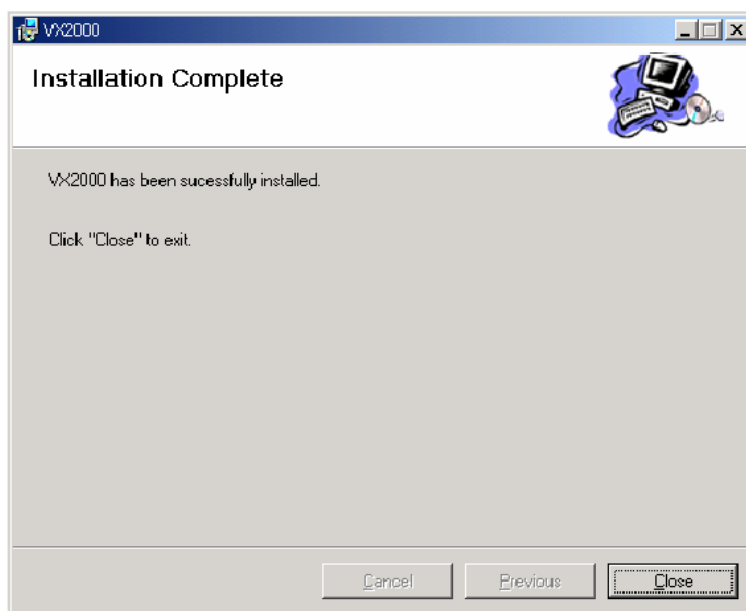 VX2000
Installation Complete
VX2000 has been sucessfully installed.
Click "Close" to exit.
Cancel Previous Close